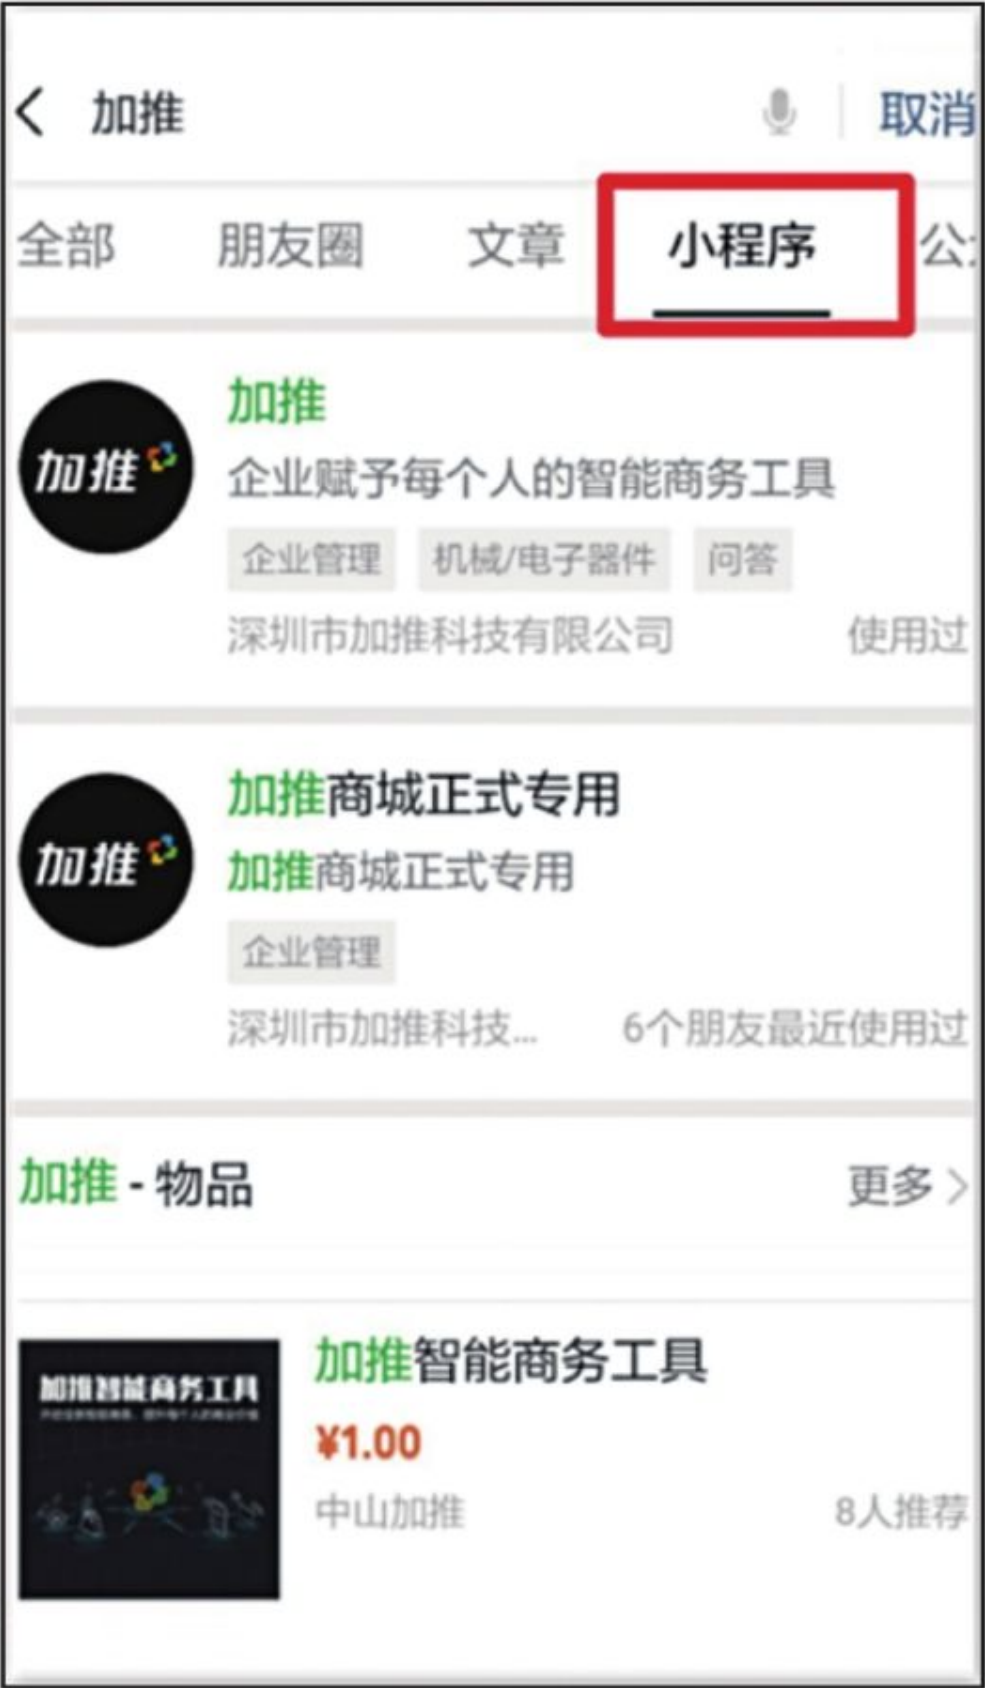 加推
取消
全部 朋友圈 文章 小程序 公
加推
加推
企业赋予每个人的智能商务工具
企业管理 机械/电子器件 问答
深圳市加推科技有限公司 使用过
加推
加推商城正式专用
加推商城正式专用
企业管理
深圳市加推科技... 6个朋友最近使用过
加推 - 物品 更多
加推智能商务工具
加推智能商务工具
¥1.00
中山加推 8人推荐